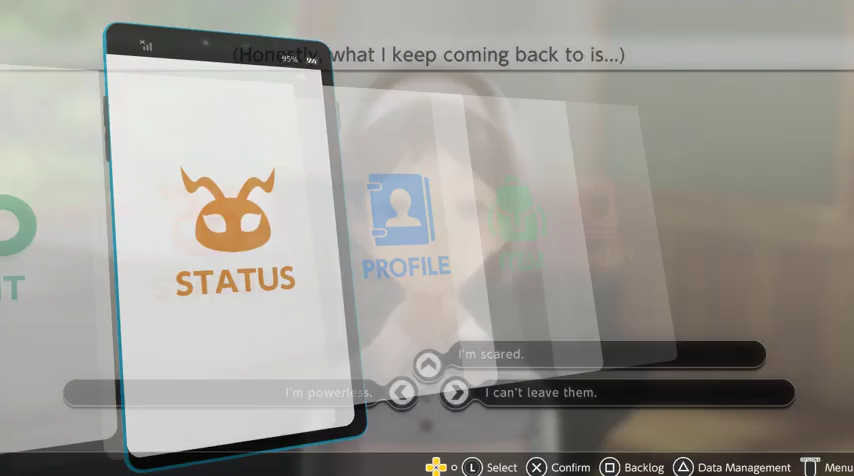 (Honestly, what I keep coming back to is...)
95%
STATUS
PROFILE
I'm scared.
I'm powerless.
I can't leave them.
L Select Confirm Backlog Data Management OPTIONS Menu